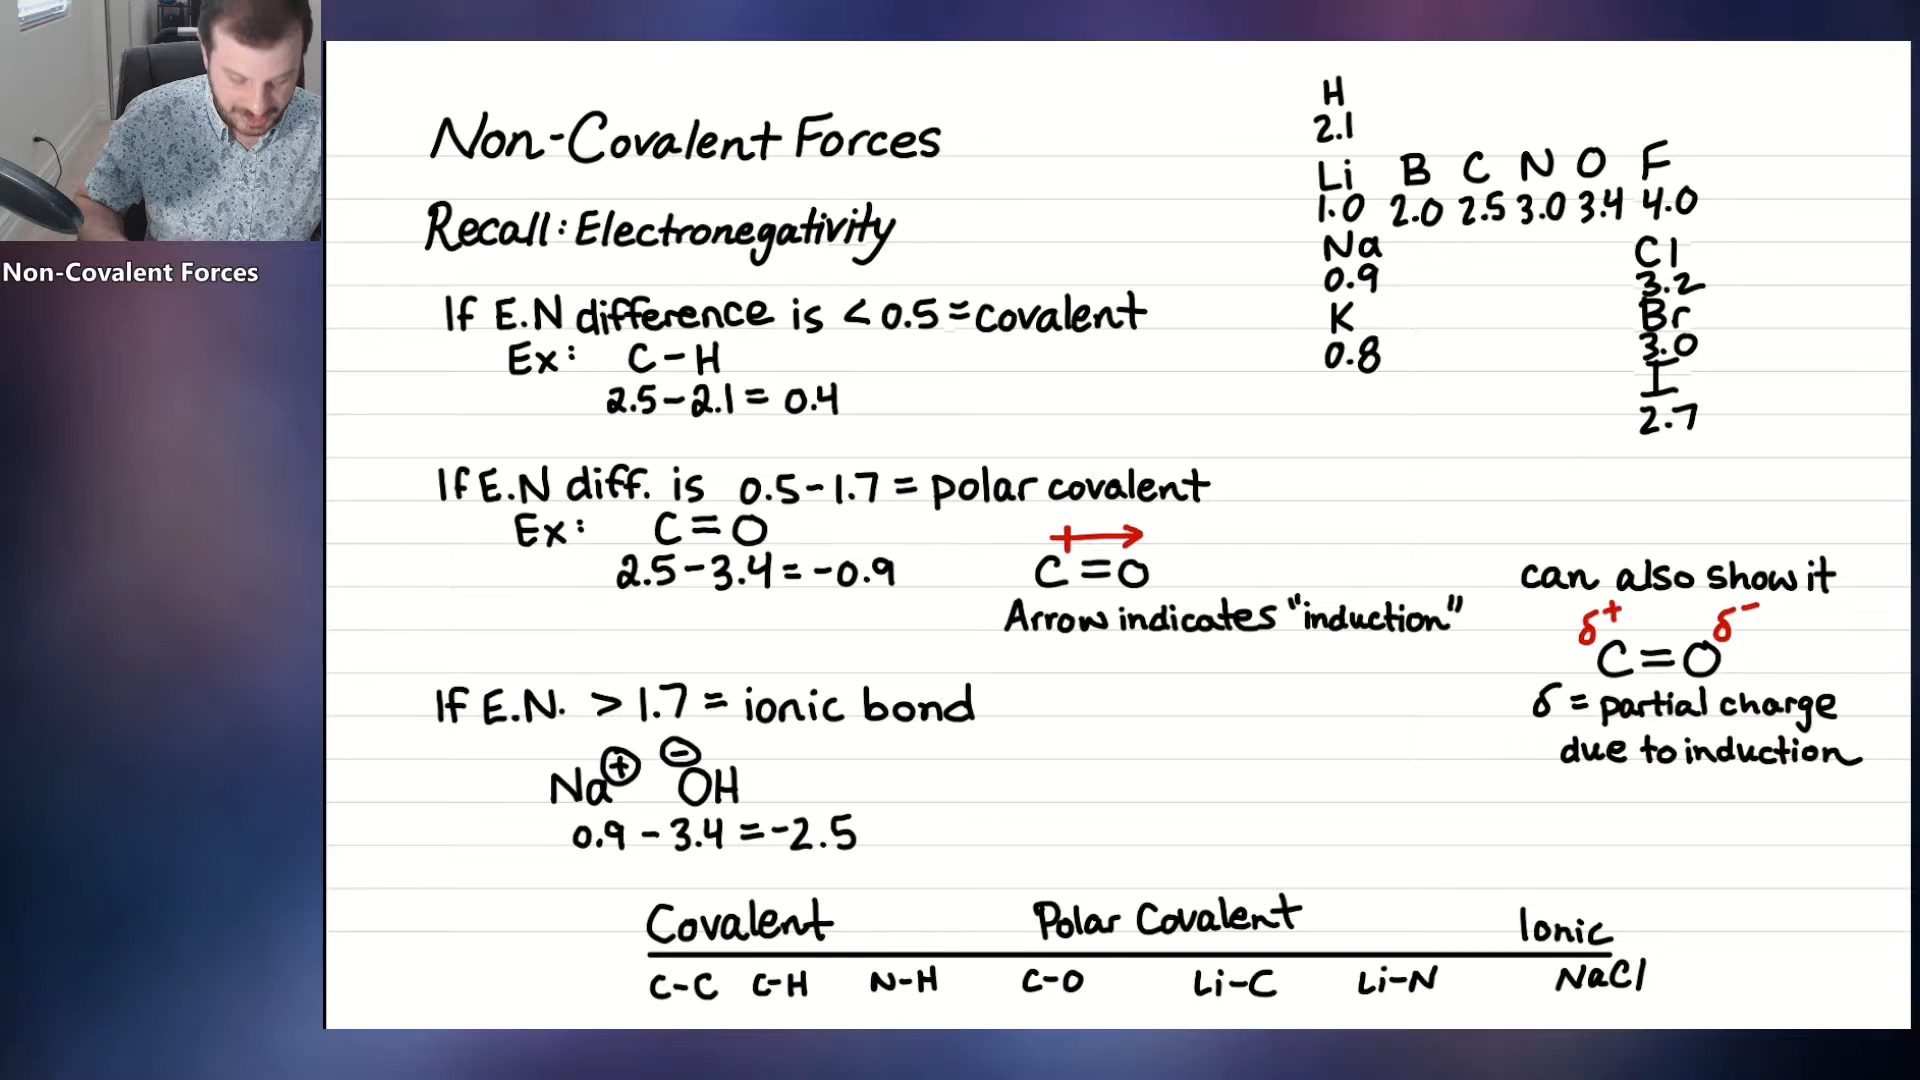 Non-Covalent Forces
Non-Covalent Forces
Recall: Electronegativity
If E.N difference is < 0.5 = covalent
Ex: C-H
2.5-2.1 = 0.4
If E.N diff. is 0.5-1.7 = polar covalent
Ex: C=O
2.5-3.4 = -0.9
C=O
Arrow indicates "induction"
can also show it
δ+ δ-
C=O
δ = partial charge
due to induction
If E.N. > 1.7 = ionic bond
Na+ -OH
0.9 - 3.4 = -2.5
H
2.1
Li B C N O F
1.0 2.0 2.5 3.0 3.4 4.0
Na Cl
0.9 3.2
K Br
0.8 3.0
I
2.7
Covalent Polar Covalent Ionic
C-C C-H N-H C-O Li-C Li-N NaCl